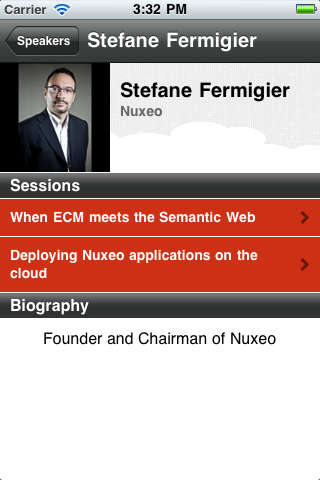 Carrier 3:32 PM
Speakers Stefane Fermigier
Stefane Fermigier
Nuxeo
Sessions
When ECM meets the Semantic Web
Deploying Nuxeo applications on the
cloud
Biography
Founder and Chairman of Nuxeo